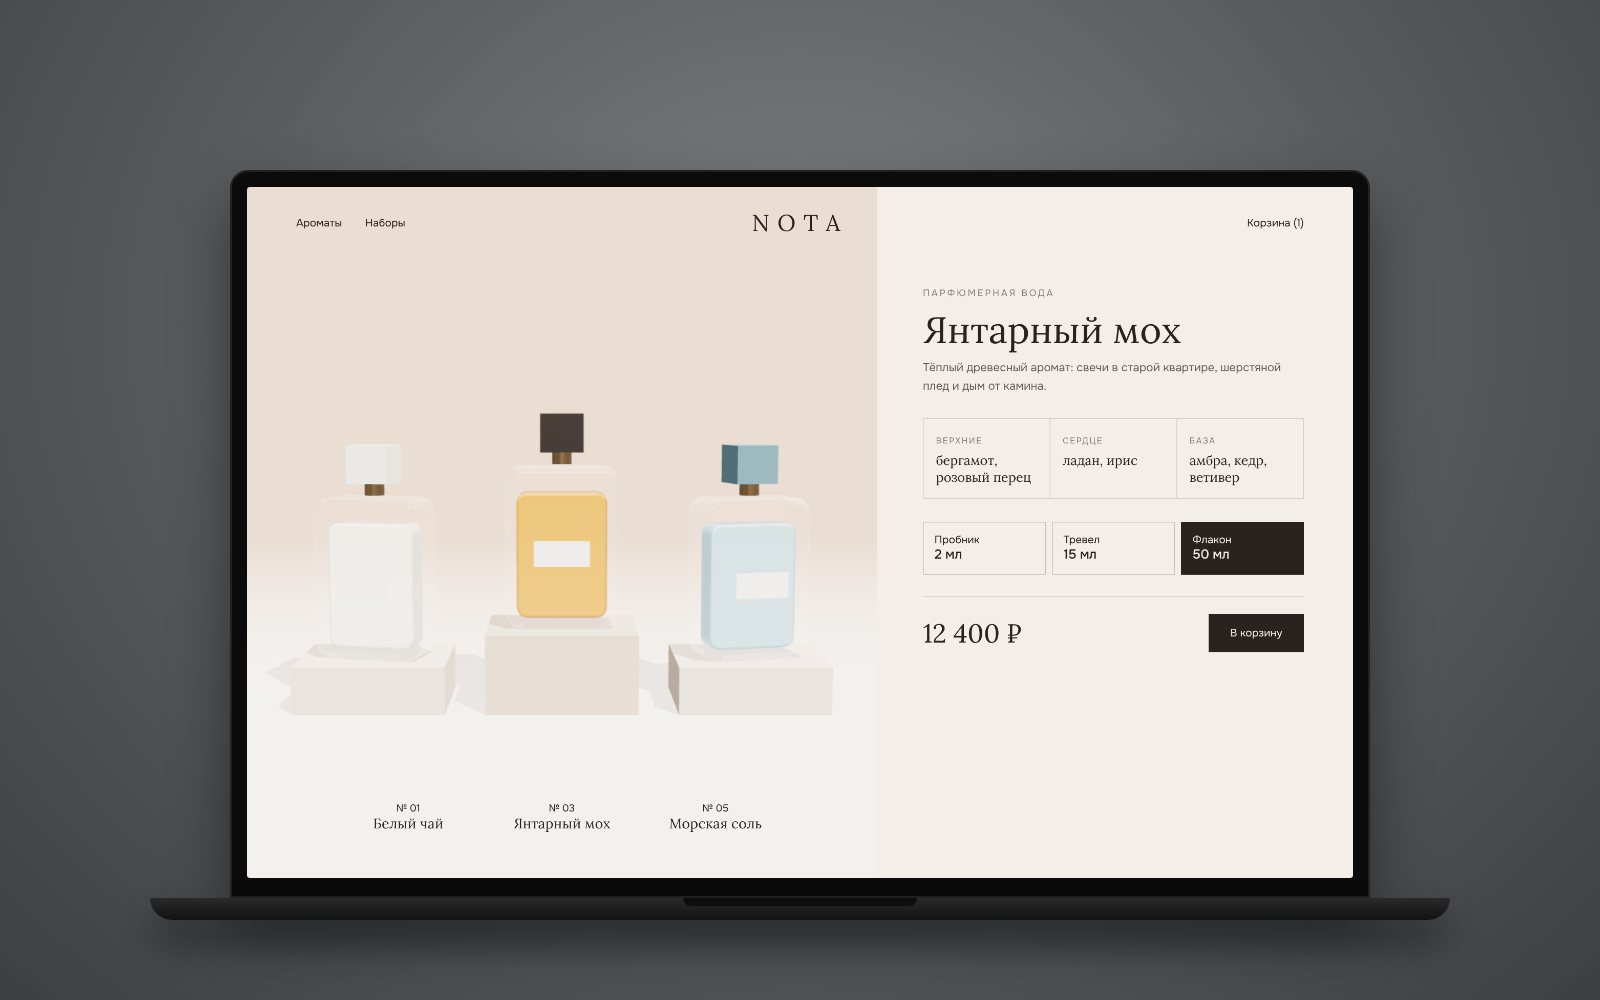 Ароматы
Наборы
NOTA
Корзина (1)
ПАРФЮМЕРНАЯ ВОДА
Янтарный мох
Тёплый древесный аромат: свечи в старой квартире, шерстяной
плед и дым от камина.
ВЕРХНИЕ
бергамот,
розовый перец
СЕРДЦЕ
ладан, ирис
БАЗА
амбра, кедр,
ветивер
Пробник
2 мл
Тревел
15 мл
Флакон
50 мл
12 400 ₽
В корзину
№ 01
Белый чай
№ 03
Янтарный мох
№ 05
Морская соль